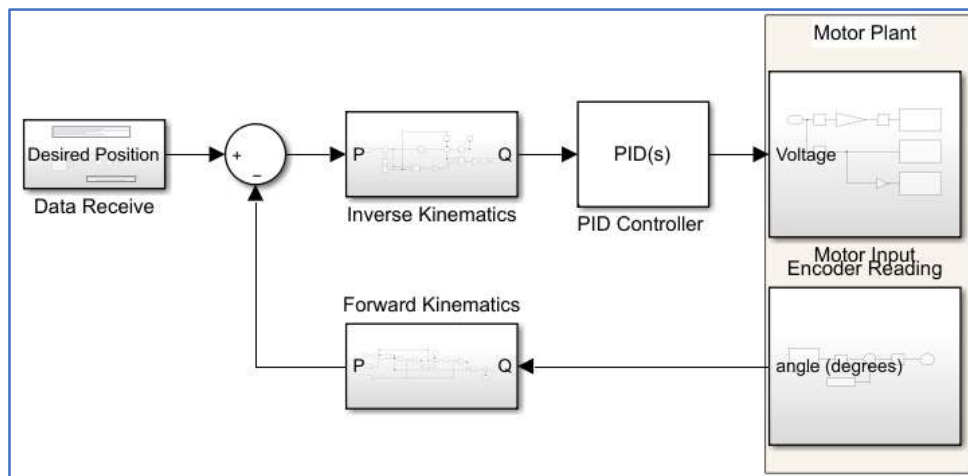 Motor Plant
Desired Position
+
−
P
Q
PID(s)
Voltage
Data Receive
Inverse Kinematics
PID Controller
Motor Input
Encoder Reading
Forward Kinematics
P
Q
angle (degrees)